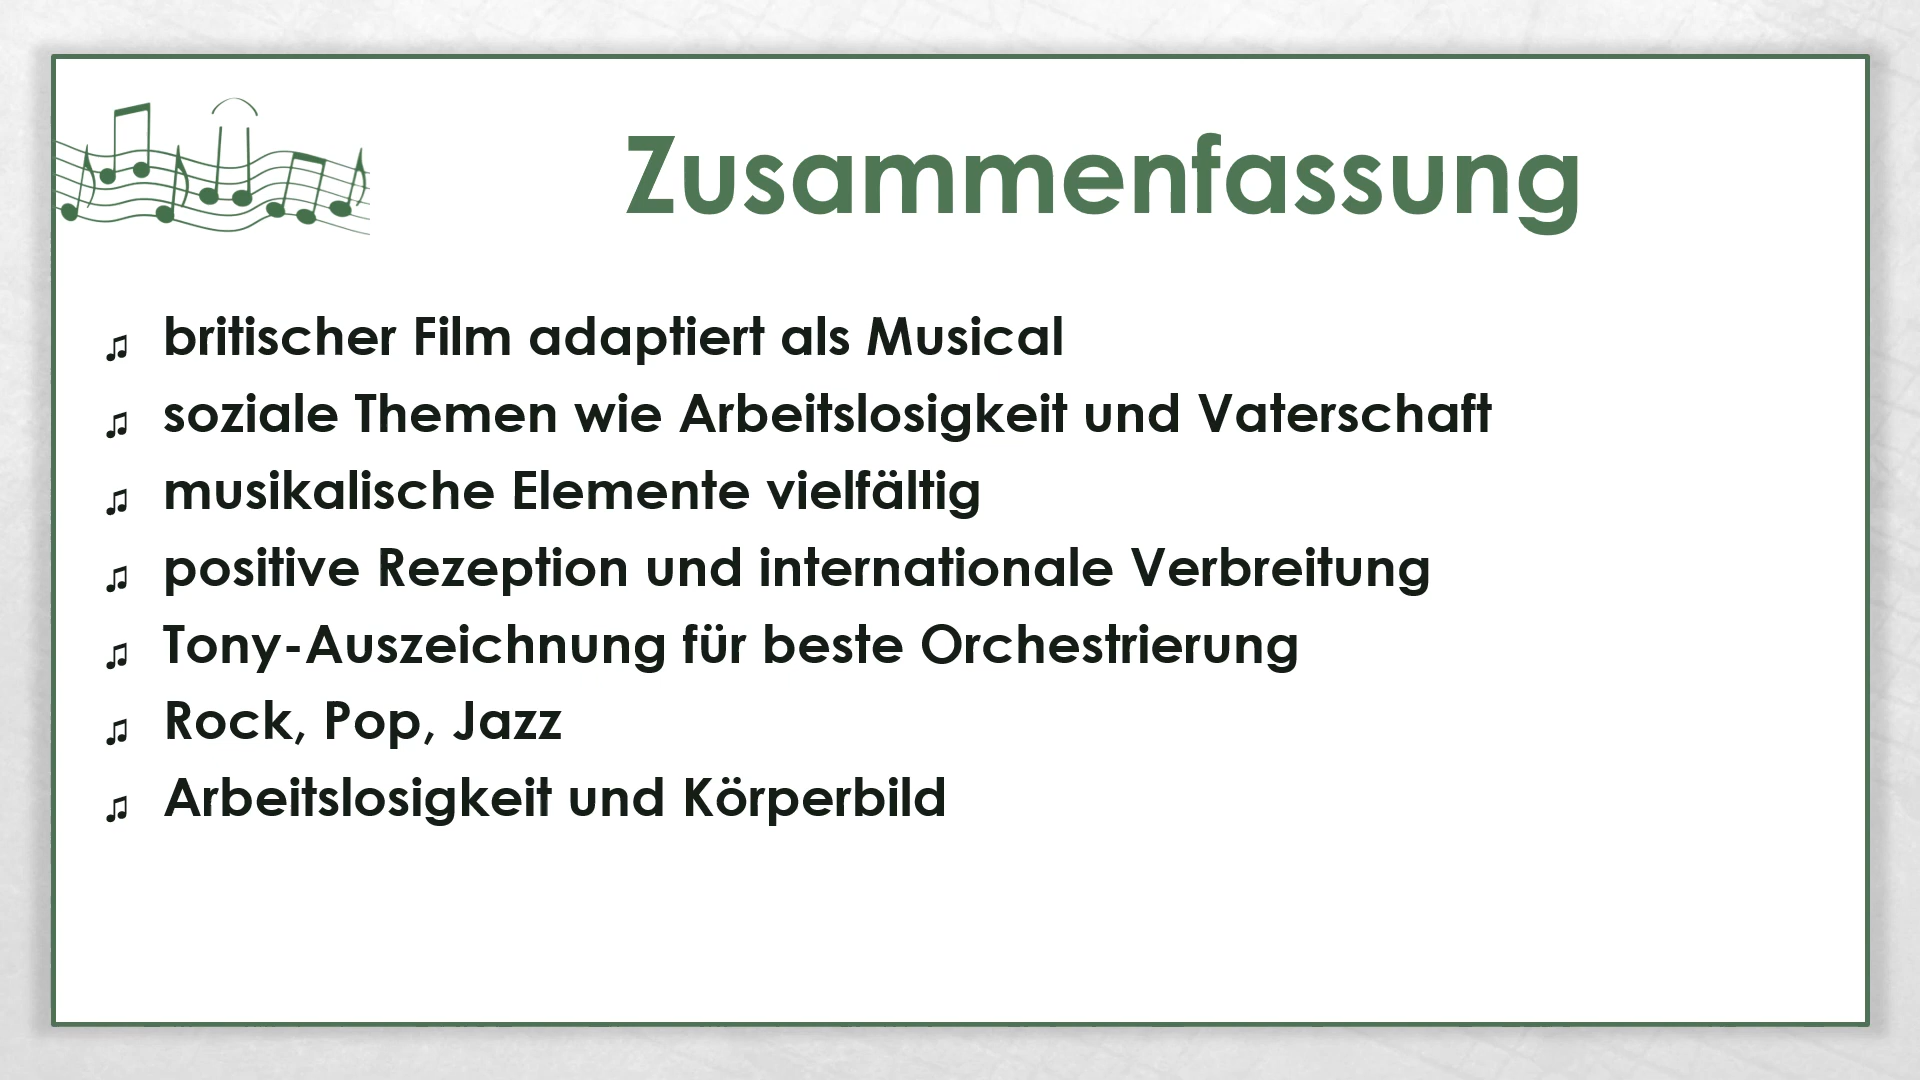 Zusammenfassung
♫ britischer Film adaptiert als Musical
♫ soziale Themen wie Arbeitslosigkeit und Vaterschaft
♫ musikalische Elemente vielfältig
♫ positive Rezeption und internationale Verbreitung
♫ Tony-Auszeichnung für beste Orchestrierung
♫ Rock, Pop, Jazz
♫ Arbeitslosigkeit und Körperbild